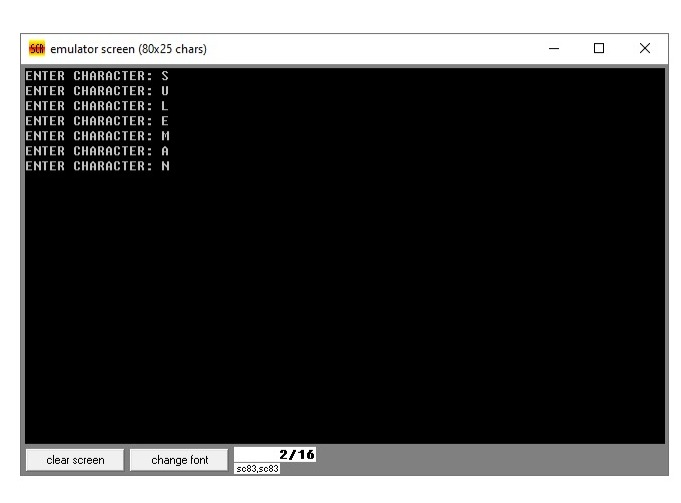 SCR emulator screen (80x25 chars)
ENTER CHARACTER: S
ENTER CHARACTER: U
ENTER CHARACTER: L
ENTER CHARACTER: E
ENTER CHARACTER: M
ENTER CHARACTER: A
ENTER CHARACTER: N
clear screen change font 2/16
sc83,sc83